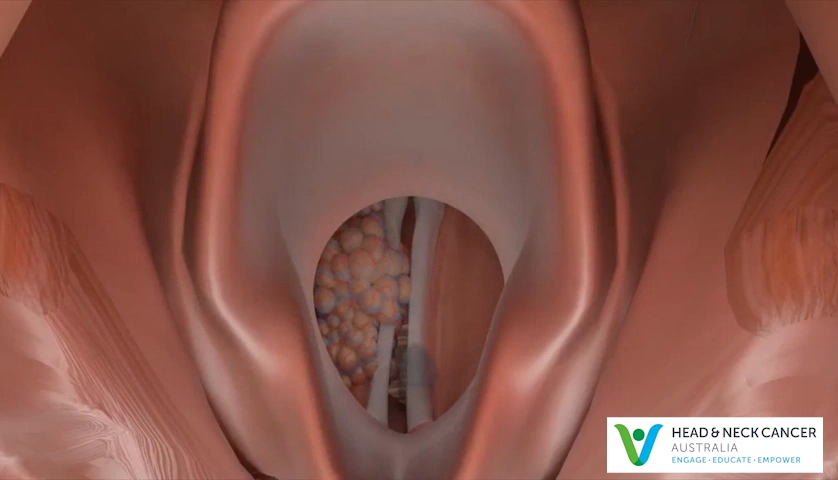 HEAD & NECK CANCER
AUSTRALIA
ENGAGE • EDUCATE • EMPOWER